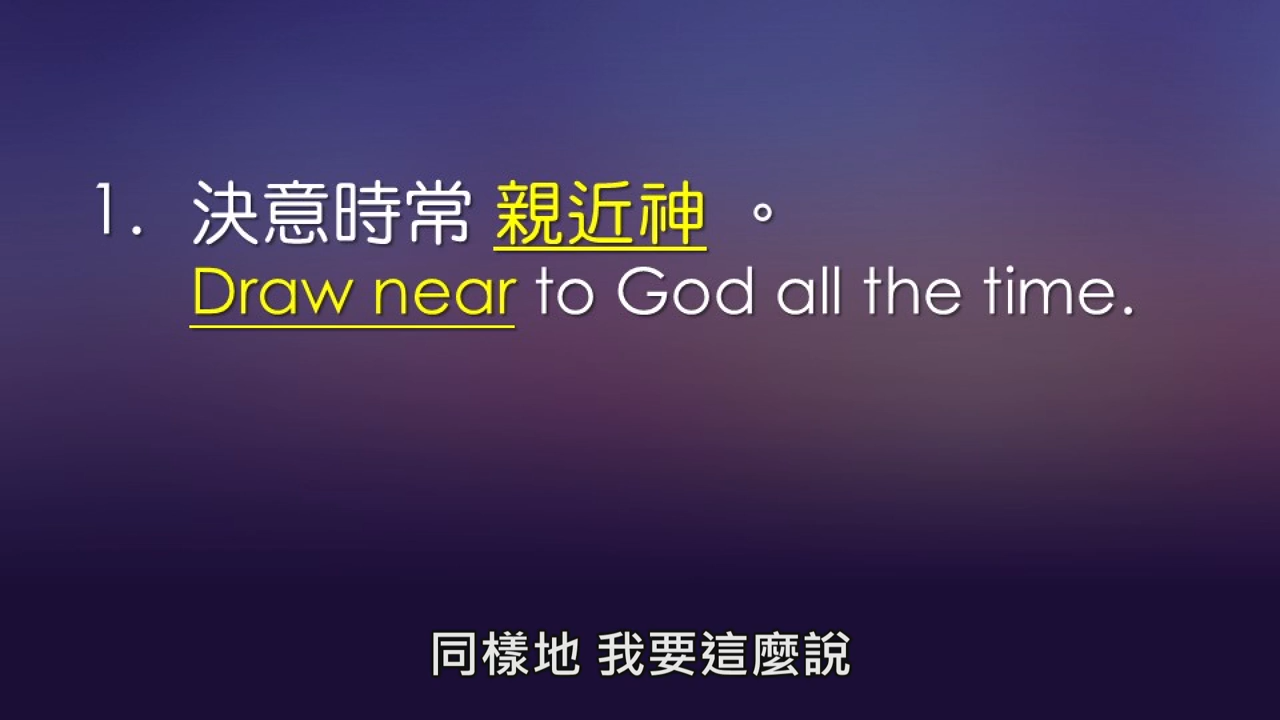 1. 決意時常 親近神 。
Draw near to God all the time.
同樣地 我要這麼說